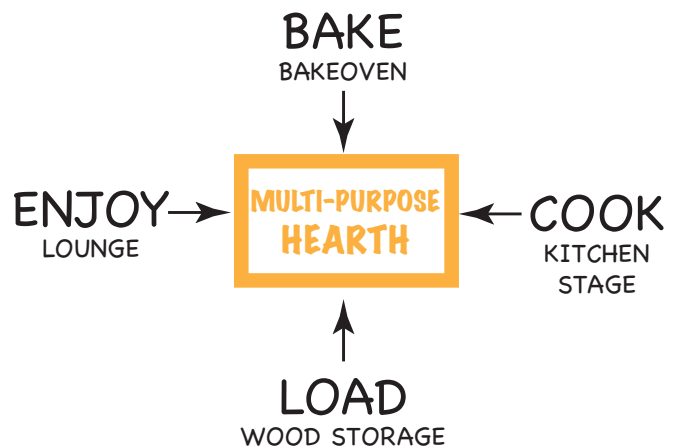 BAKE
BAKEOVEN
ENJOY
LOUNGE
MULTI-PURPOSE
HEARTH
COOK
KITCHEN
STAGE
LOAD
WOOD STORAGE